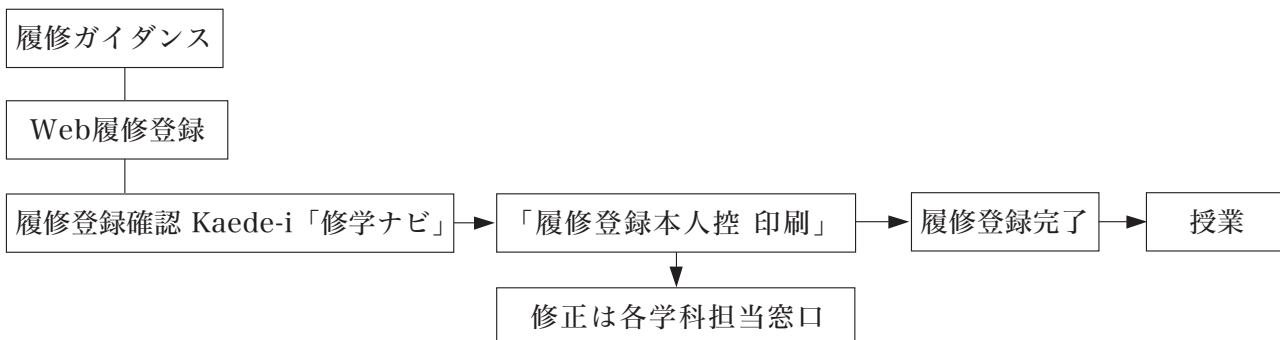 履修ガイダンス
Web履修登録
履修登録確認 Kaede-i「修学ナビ」
「履修登録本人控 印刷」
履修登録完了
授業
修正は各学科担当窓口